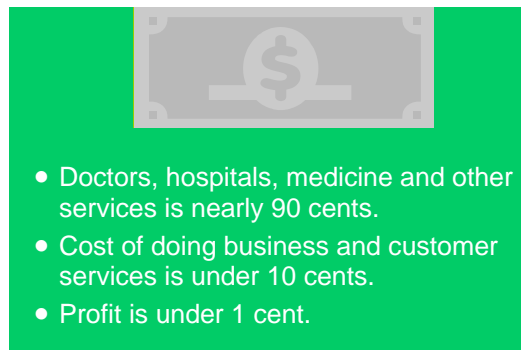 $
• Doctors, hospitals, medicine and other
services is nearly 90 cents.
• Cost of doing business and customer
services is under 10 cents.
• Profit is under 1 cent.